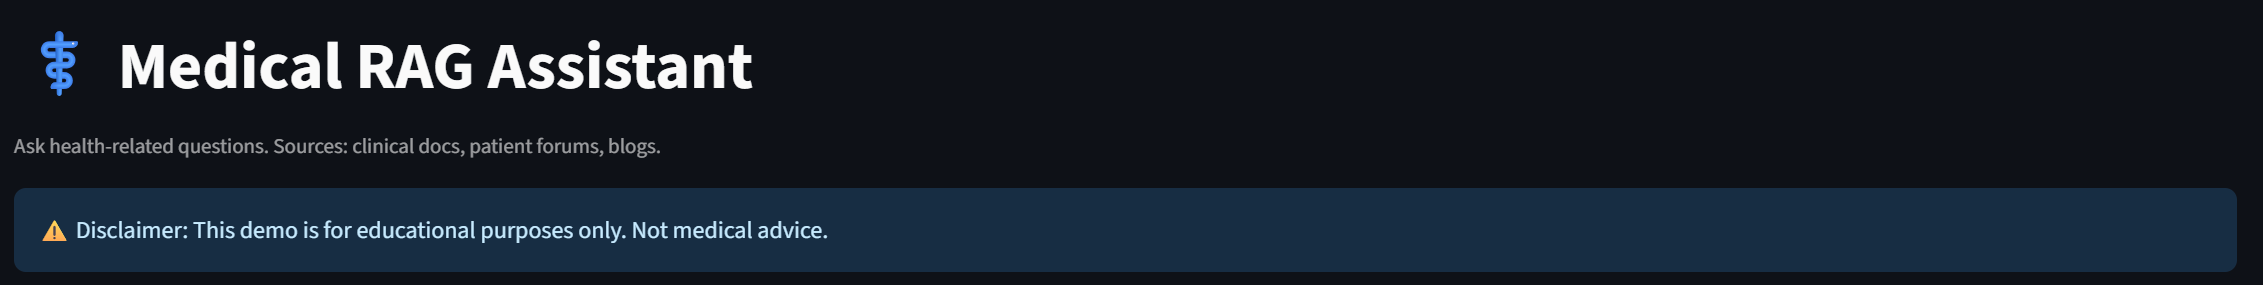 Medical RAG Assistant
Ask health-related questions. Sources: clinical docs, patient forums, blogs.
⚠️ Disclaimer: This demo is for educational purposes only. Not medical advice.